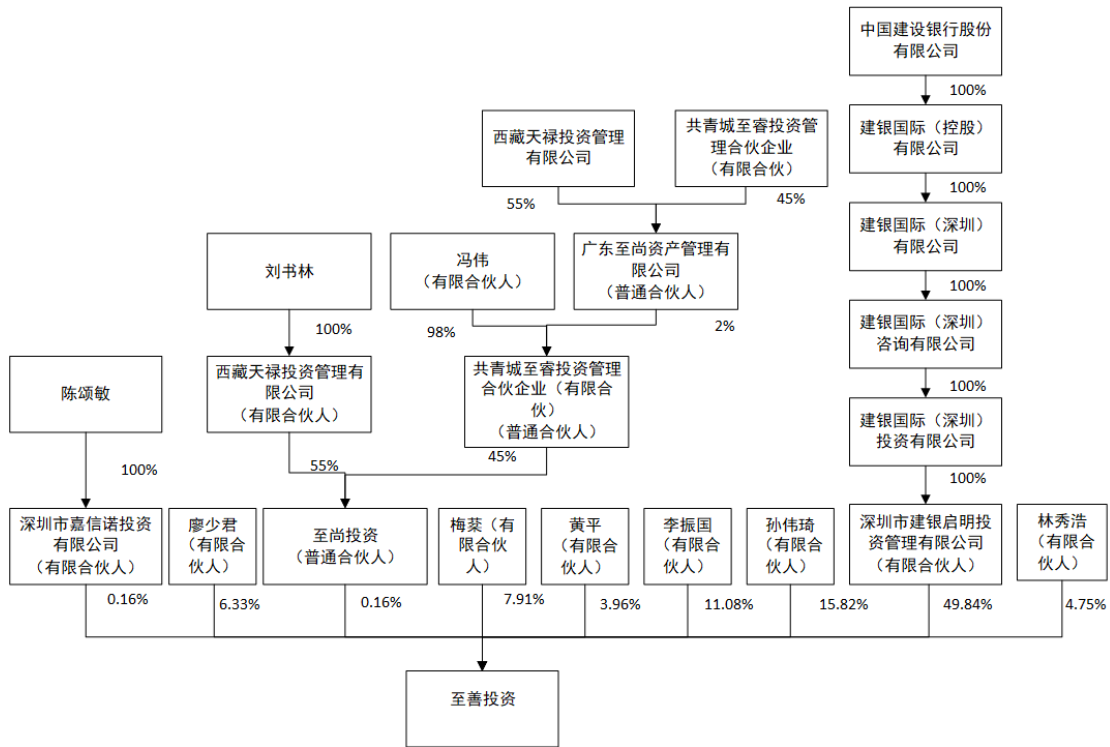 中国建设银行股份
有限公司
100%
西藏天禄投资管理
有限公司
共青城至睿投资管
理合伙企业
（有限合伙）
建银国际（控股）
有限公司
55%
45%
100%
刘书林
冯伟
（有限合伙人）
广东至尚资产管理有
限公司
（普通合伙人）
建银国际（深圳）
有限公司
100%
100%
98%
2%
建银国际（深圳）
咨询有限公司
陈颂敏
西藏天禄投资管理有
限公司
（有限合伙人）
共青城至睿投资管理
合伙企业（有限合
伙）
（普通合伙人）
100%
建银国际（深圳）
投资有限公司
100%
55%
45%
100%
深圳市嘉信诺投资
有限公司
（有限合伙人）
廖少君
（有限合
伙人）
至尚投资
（普通合伙人）
梅菉（有
限合伙
人）
黄平
（有限合
伙人）
李振国
（有限合
伙人）
孙伟琦
（有限合
伙人）
深圳市建银启明投
资管理有限公司
（有限合伙人）
林秀浩
（有限合
伙人）
0.16%
6.33%
0.16%
7.91%
3.96%
11.08%
15.82%
49.84%
4.75%
至善投资